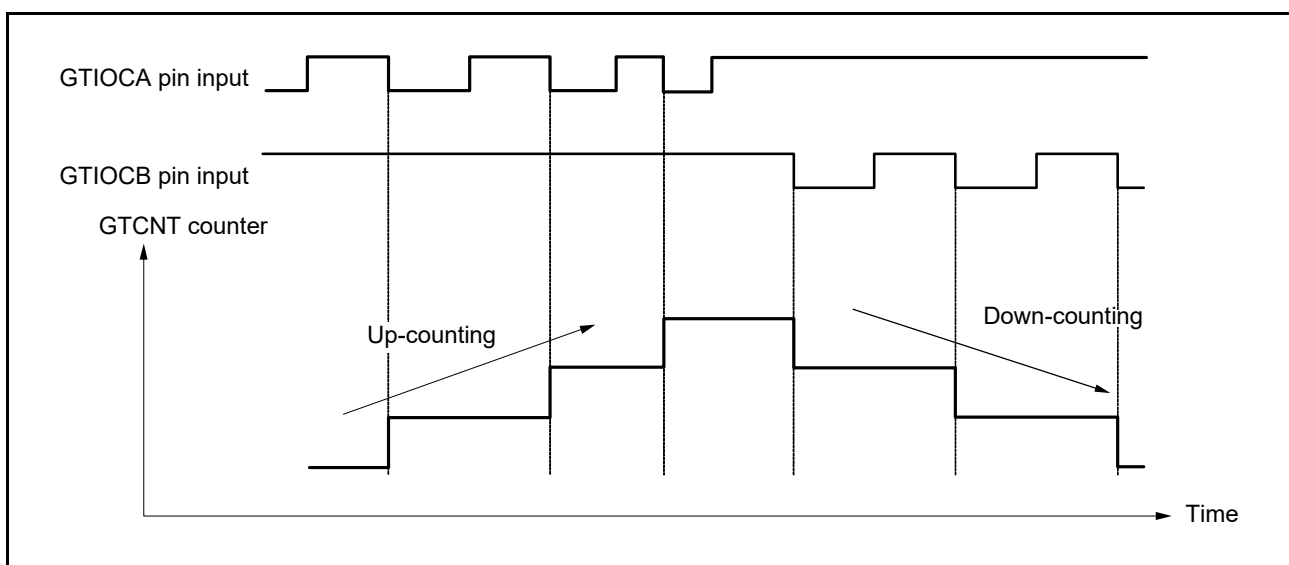 GTIOCA pin input
GTIOCB pin input
GTCNT counter
Up-counting
Down-counting
Time